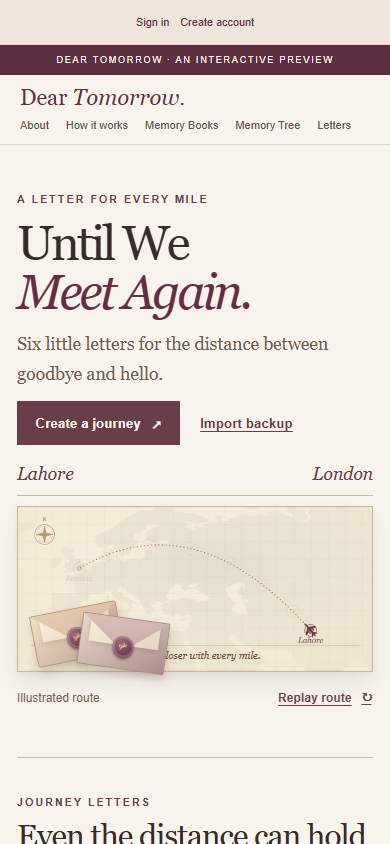 Sign in Create account
DEAR TOMORROW · AN INTERACTIVE PREVIEW
Dear Tomorrow.
About How it works Memory Books Memory Tree Letters
A LETTER FOR EVERY MILE
Until We
Meet Again.
Six little letters for the distance between
goodbye and hello.
Create a journey ↗ Import backup
Lahore London
N
Lahore
loser with every mile.
Illustrated route Replay route ↻
JOURNEY LETTERS
Even the distance can hold